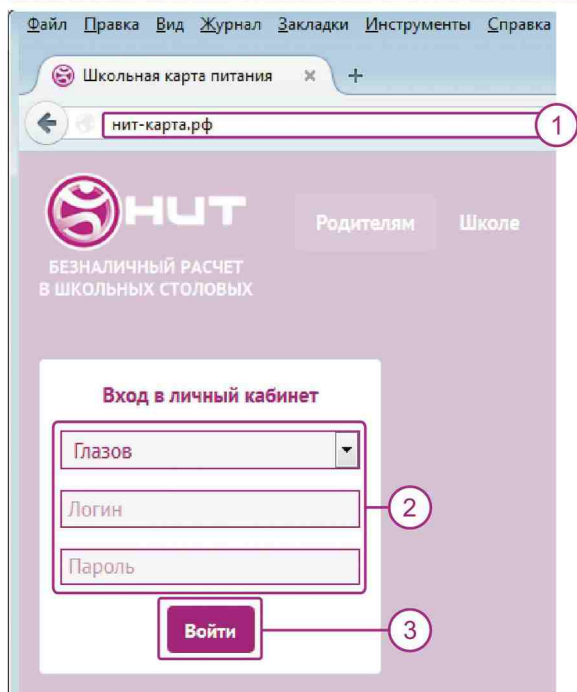 Файл Правка Вид Журнал Закладки Инструменты Справка
Школьная карта питания × +
нит-карта.рф
1
НИТ
Родителям Школе
БЕЗНАЛИЧНЫЙ РАСЧЕТ
В ШКОЛЬНЫХ СТОЛОВЫХ
Вход в личный кабинет
Глазов
Логин
2
Пароль
Войти
3